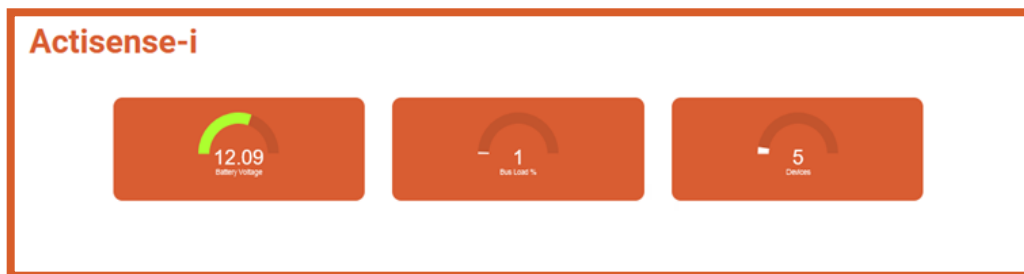 Actisense-i
12.09
Battery Voltage
1
Bus Load %
5
Devices